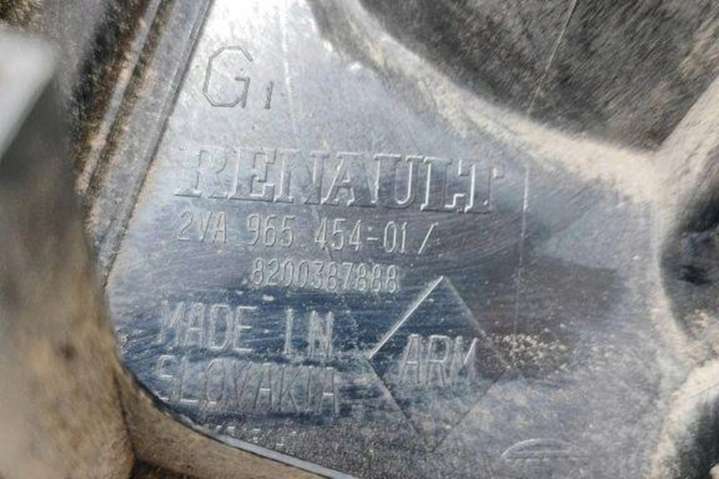 G1
RENAULT
2VA 965 454-01/
8200387888
MADE IN
SLOVAKIA
ARM